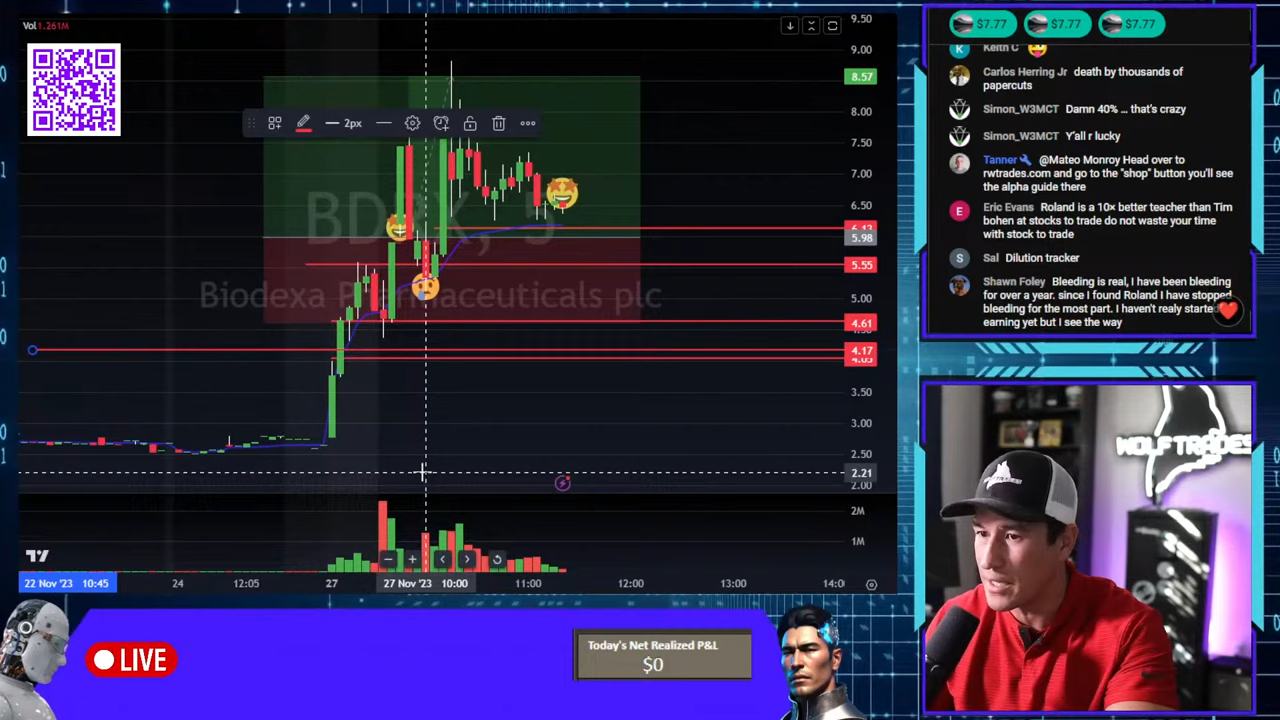 Vol1.261M
9.50
9.00
8.57
8.00
7.50
7.00
6.50
5.98
5.55
5.00
4.61
4.17
3.50
3.00
2.50
2.21
2.00
2px
BDRX, 5
Biodexa Pharmaceuticals plc
2M
1M
22 Nov '23 10:45
24
12:05
27
27 Nov '23 10:00
11:00
12:00
13:00
14:0
LIVE
Today's Net Realized P&L
$0
$7.77
$7.77
$7.77
Keith C
Carlos Herring Jr death by thousands of
papercuts
Simon_W3MCT Damn 40% … that's crazy
Simon_W3MCT Y'all r lucky
Tanner @Mateo Monroy Head over to
rwtrades.com and go to the "shop" button you'll see
the alpha guide there
Eric Evans Roland is a 10× better teacher than Tim
bohen at stocks to trade do not waste your time
with stock to trade
Sal Dilution tracker
Shawn Foley Bleeding is real, I have been bleeding
for over a year. since I found Roland I have stopped
bleeding for the most part. I haven't realy started
earning yet but I see the way
WOLFTRADES